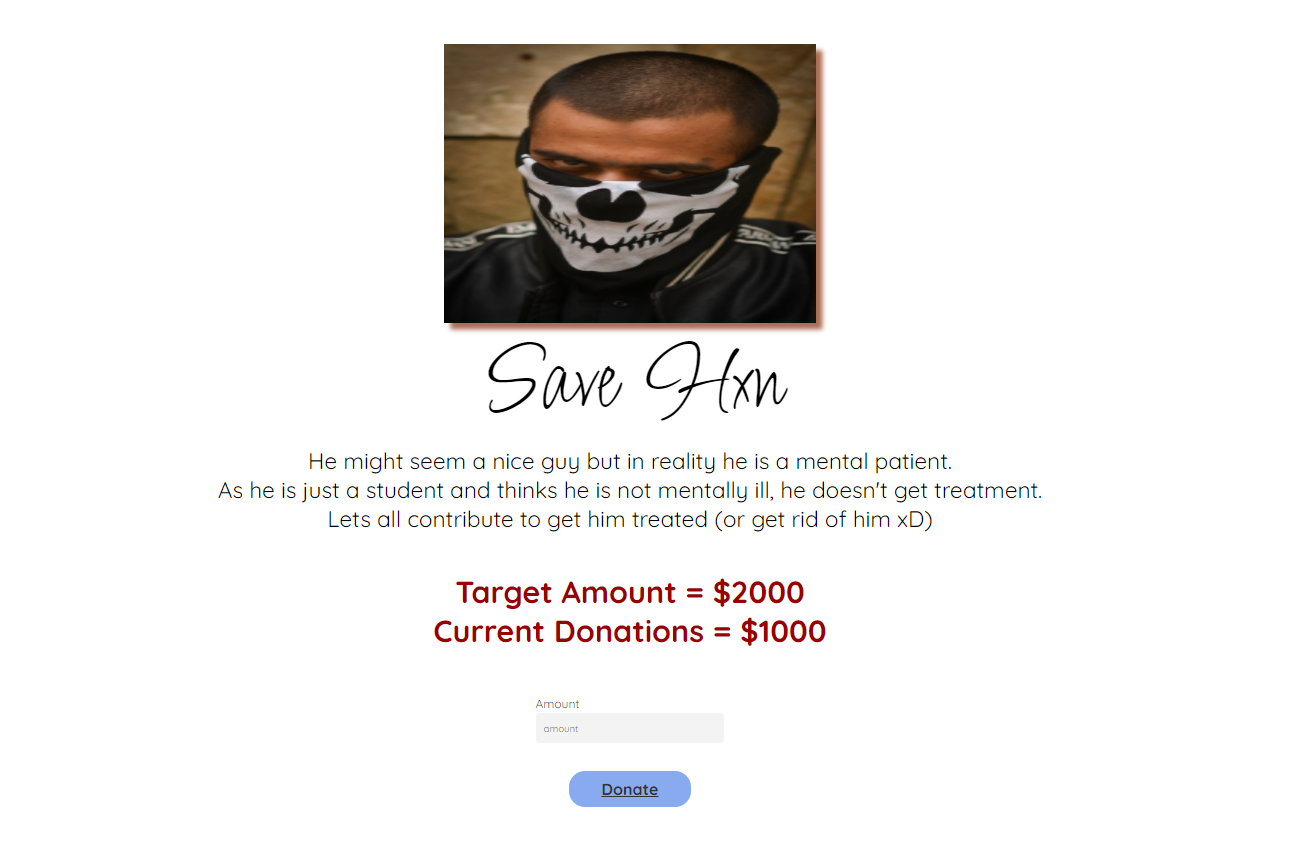 Save Hxn
He might seem a nice guy but in reality he is a mental patient.
As he is just a student and thinks he is not mentally ill, he doesn't get treatment.
Lets all contribute to get him treated (or get rid of him xD)
Target Amount = $2000
Current Donations = $1000
Amount
amount
Donate